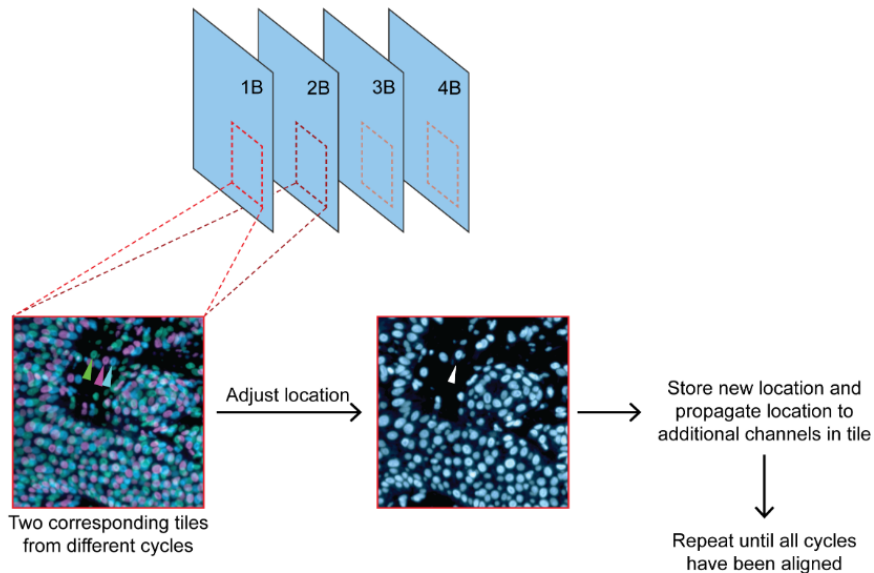 1B
2B
3B
4B
Adjust location
Two corresponding tiles
from different cycles
Store new location and
propagate location to
additional channels in tile
Repeat until all cycles
have been aligned